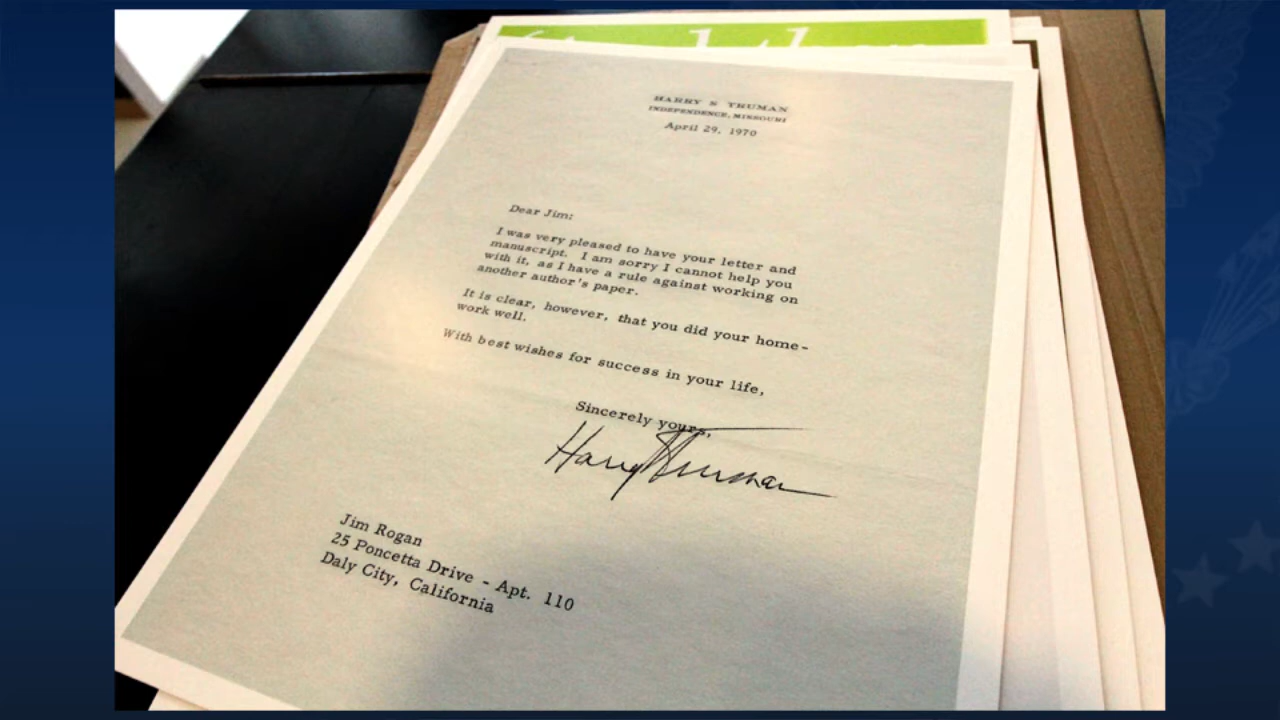 HARRY S TRUMAN
INDEPENDENCE, MISSOURI
April 29, 1970
Dear Jim:
I was very pleased to have your letter and
manuscript. I am sorry I cannot help you
with it, as I have a rule against working on
another author's paper.
It is clear, however, that you did your home-
work well.
With best wishes for success in your life,
Sincerely yours,
Harry Truman
Jim Rogan
25 Poncetta Drive - Apt. 110
Daly City, California